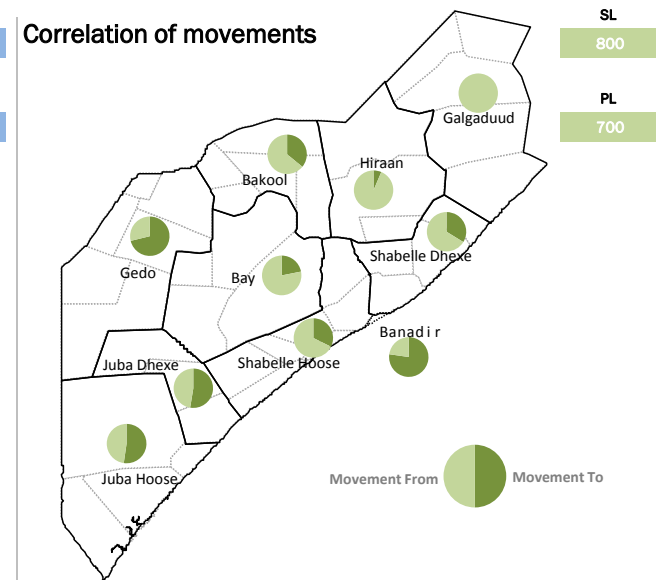 Correlation of movements
SL
800
PL
700
Galgaduud
Hiraan
Bakool
Shabelle Dhexe
Gedo
Bay
Banadir
Shabelle Hoose
Juba Dhexe
Juba Hoose
Movement From
Movement To